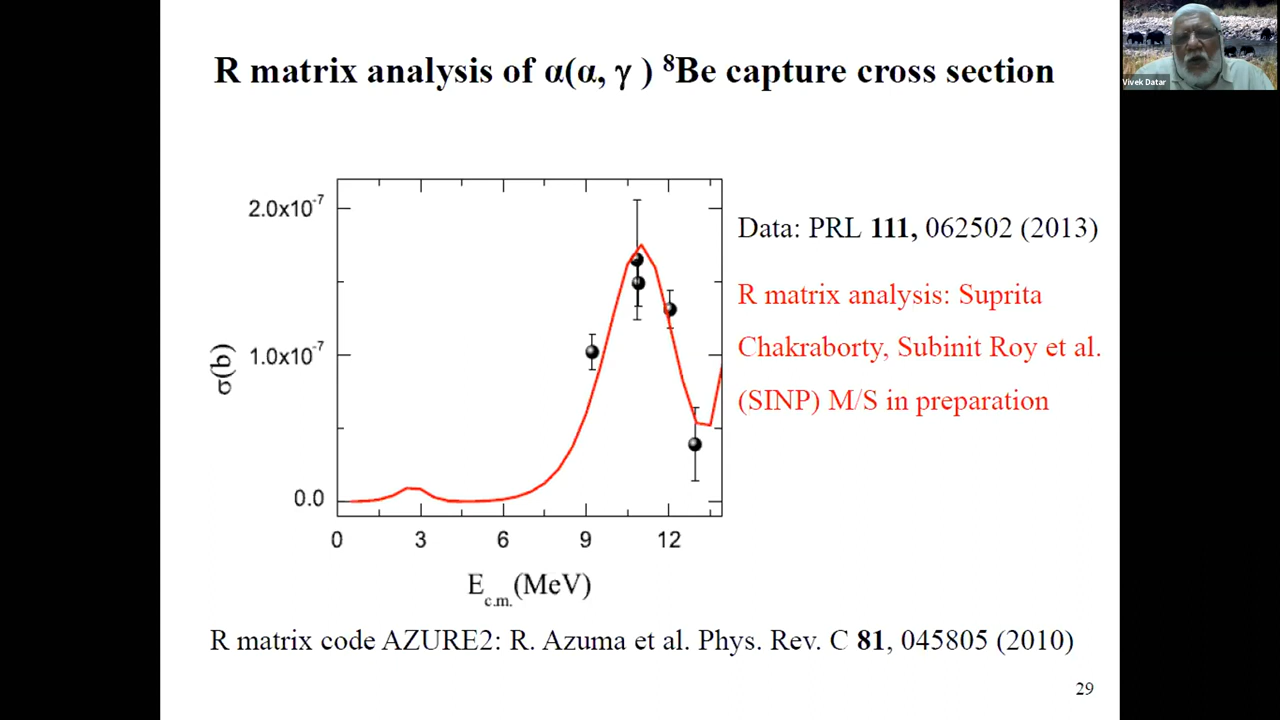 R matrix analysis of α(α, γ ) ⁸Be capture cross section
Vivek Datar
2.0x10⁻⁷
1.0x10⁻⁷
0.0
σ(b)
0 3 6 9 12
E c.m. (MeV)
Data: PRL 111, 062502 (2013)
R matrix analysis: Suprita
Chakraborty, Subinit Roy et al.
(SINP) M/S in preparation
R matrix code AZURE2: R. Azuma et al. Phys. Rev. C 81, 045805 (2010)
29